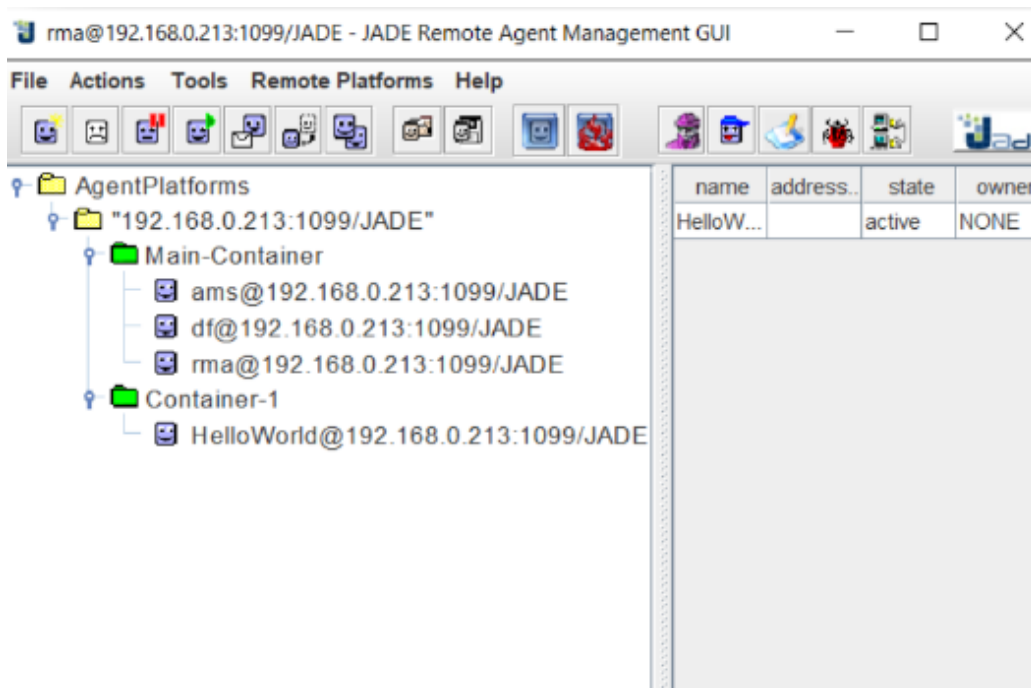 rma@192.168.0.213:1099/JADE - JADE Remote Agent Management GUI
File Actions Tools Remote Platforms Help
AgentPlatforms
"192.168.0.213:1099/JADE"
Main-Container
ams@192.168.0.213:1099/JADE
df@192.168.0.213:1099/JADE
rma@192.168.0.213:1099/JADE
Container-1
HelloWorld@192.168.0.213:1099/JADE
Jad
name address.. state owner
HelloW... active NONE